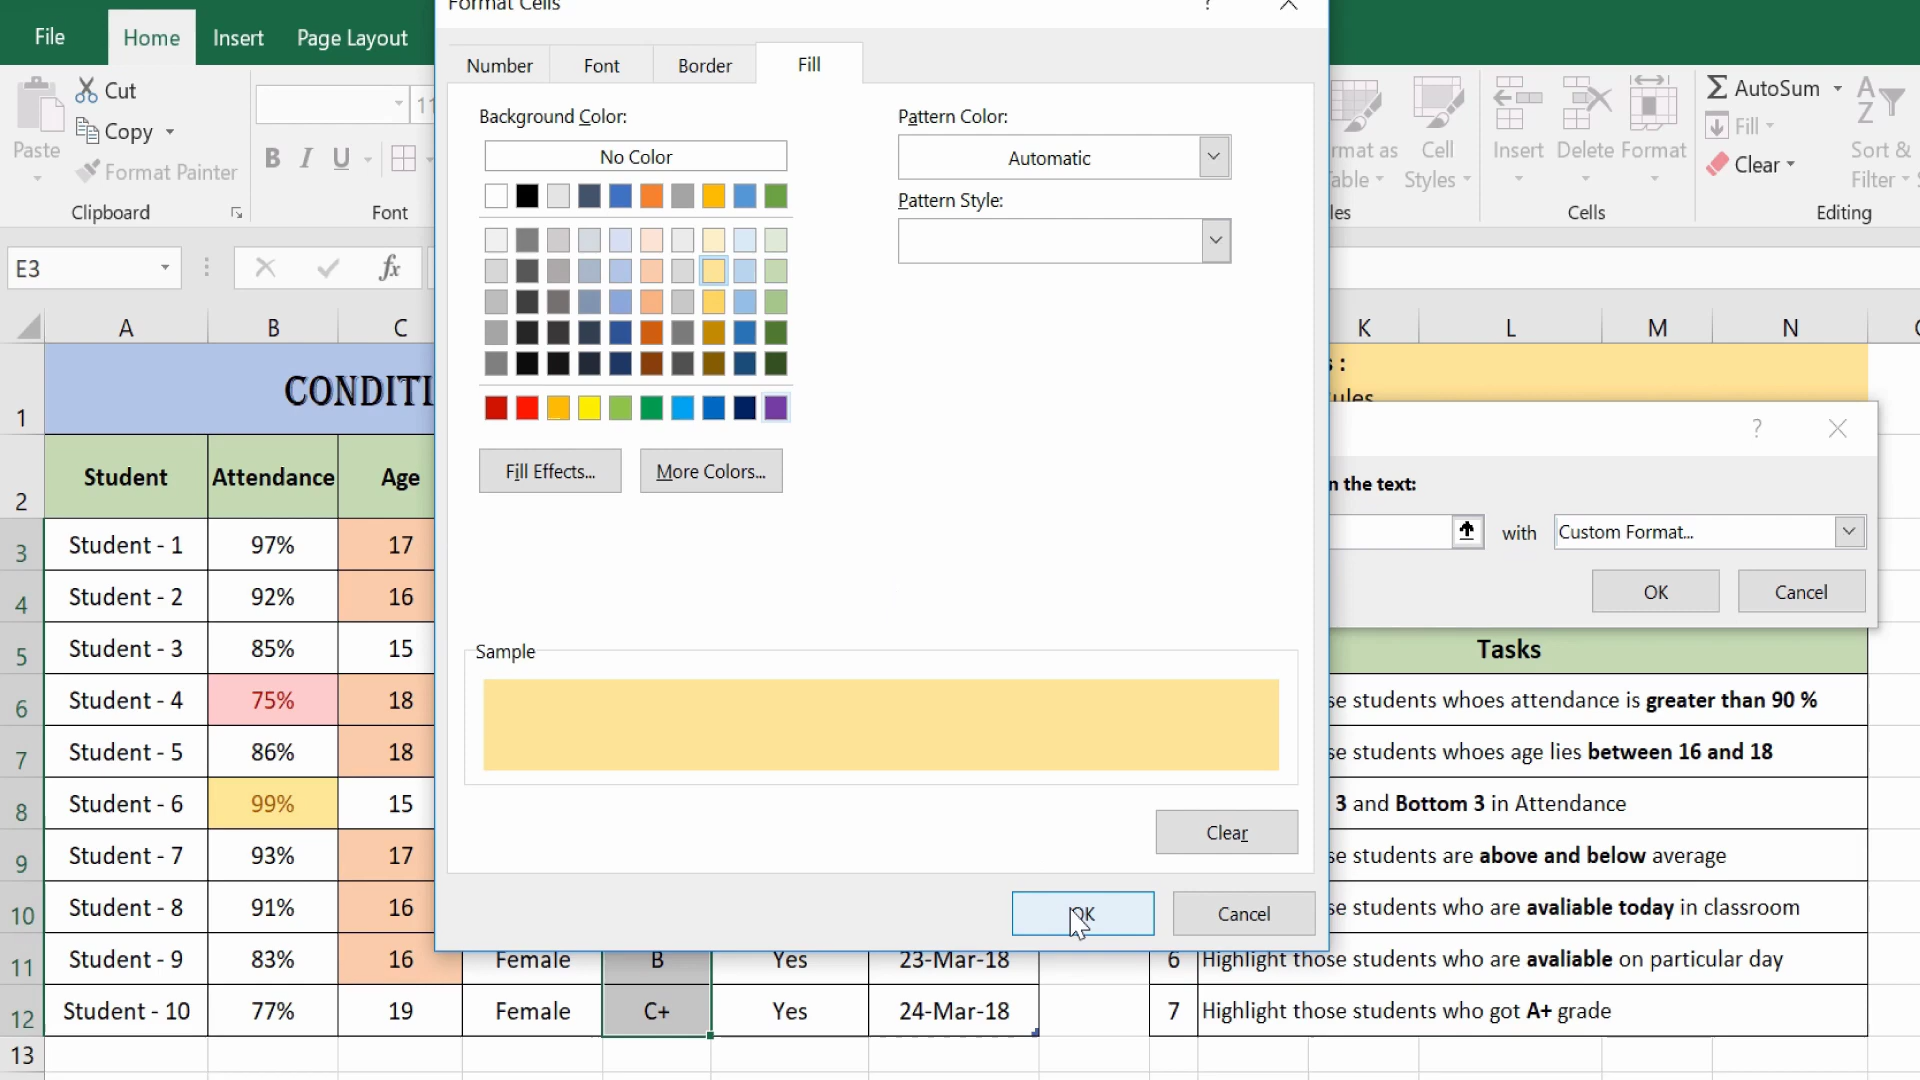 Format Cells
?
File
Home
Insert
Page Layout
Cut
Copy
Paste
Format Painter
Clipboard
B I U
Font
Number
Font
Border
Fill
Background Color:
No Color
Pattern Color:
Automatic
Pattern Style:
Fill Effects...
More Colors...
Sample
Clear
OK
Cancel
rmat as
able
Cell
Styles
les
Insert
Delete
Format
Cells
AutoSum
Fill
Clear
Sort &
Filter
Editing
E3
fx
A B C K L M N
1
CONDITI
s :
ules
?
n the text:
with
Custom Format...
OK
Cancel
2 Student Attendance Age
3 Student - 1 97% 17
4 Student - 2 92% 16
5 Student - 3 85% 15
Tasks
6 Student - 4 75% 18
se students whoes attendance is greater than 90 %
7 Student - 5 86% 18
se students whoes age lies between 16 and 18
8 Student - 6 99% 15
3 and Bottom 3 in Attendance
9 Student - 7 93% 17
se students are above and below average
10 Student - 8 91% 16
se students who are avaliable today in classroom
11 Student - 9 83% 16 Female B Yes 23-Mar-18
6 Highlight those students who are avaliable on particular day
12 Student - 10 77% 19 Female C+ Yes 24-Mar-18
7 Highlight those students who got A+ grade
13